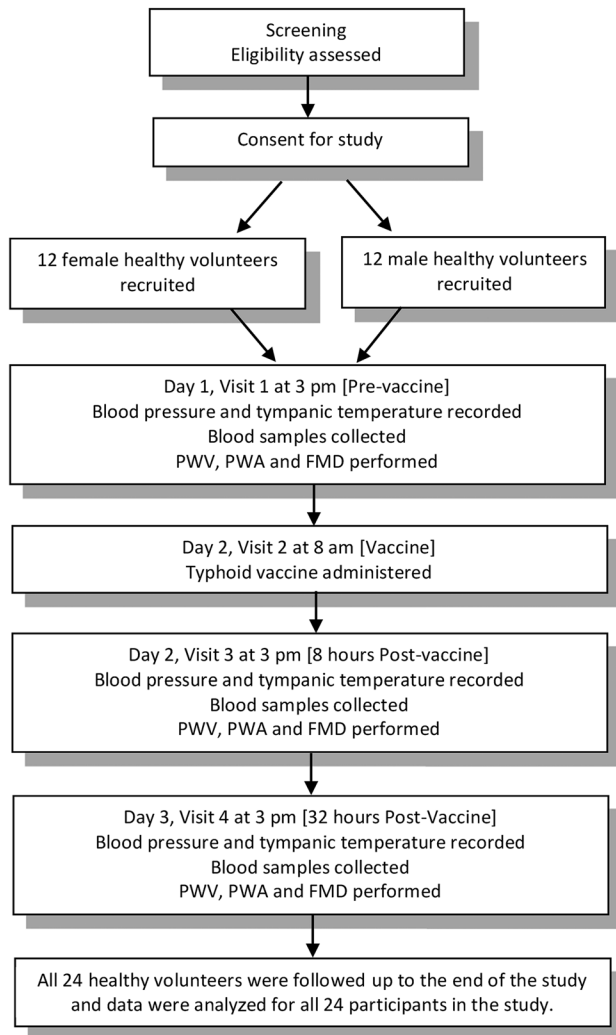 Screening
Eligibility assessed
Consent for study
12 female healthy volunteers
recruited
12 male healthy volunteers
recruited
Day 1, Visit 1 at 3 pm [Pre-vaccine]
Blood pressure and tympanic temperature recorded
Blood samples collected
PWV, PWA and FMD performed
Day 2, Visit 2 at 8 am [Vaccine]
Typhoid vaccine administered
Day 2, Visit 3 at 3 pm [8 hours Post-vaccine]
Blood pressure and tympanic temperature recorded
Blood samples collected
PWV, PWA and FMD performed
Day 3, Visit 4 at 3 pm [32 hours Post-Vaccine]
Blood pressure and tympanic temperature recorded
Blood samples collected
PWV, PWA and FMD performed
All 24 healthy volunteers were followed up to the end of the study
and data were analyzed for all 24 participants in the study.